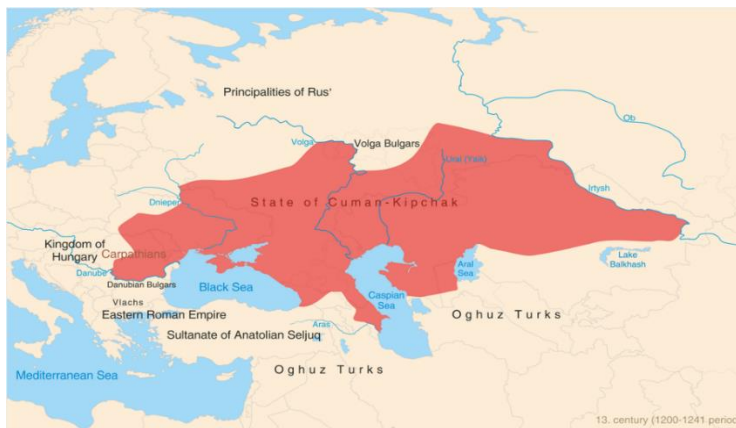 Ob
Principalities of Rus'
Volga
Volga Bulgars
Ural (Yaik)
Irtysh
Dnieper
State of Cuman-Kipchak
Kingdom of
Hungary
Carpathians
Danube
Danubian Bulgars
Lake
Balkhash
Aral
Sea
Black Sea
Caspian
Sea
Vlachs
Eastern Roman Empire
Oghuz Turks
Aras
Sultanate of Anatolian Seljuq
Oghuz Turks
Mediterranean Sea
13. century (1200-1241 period